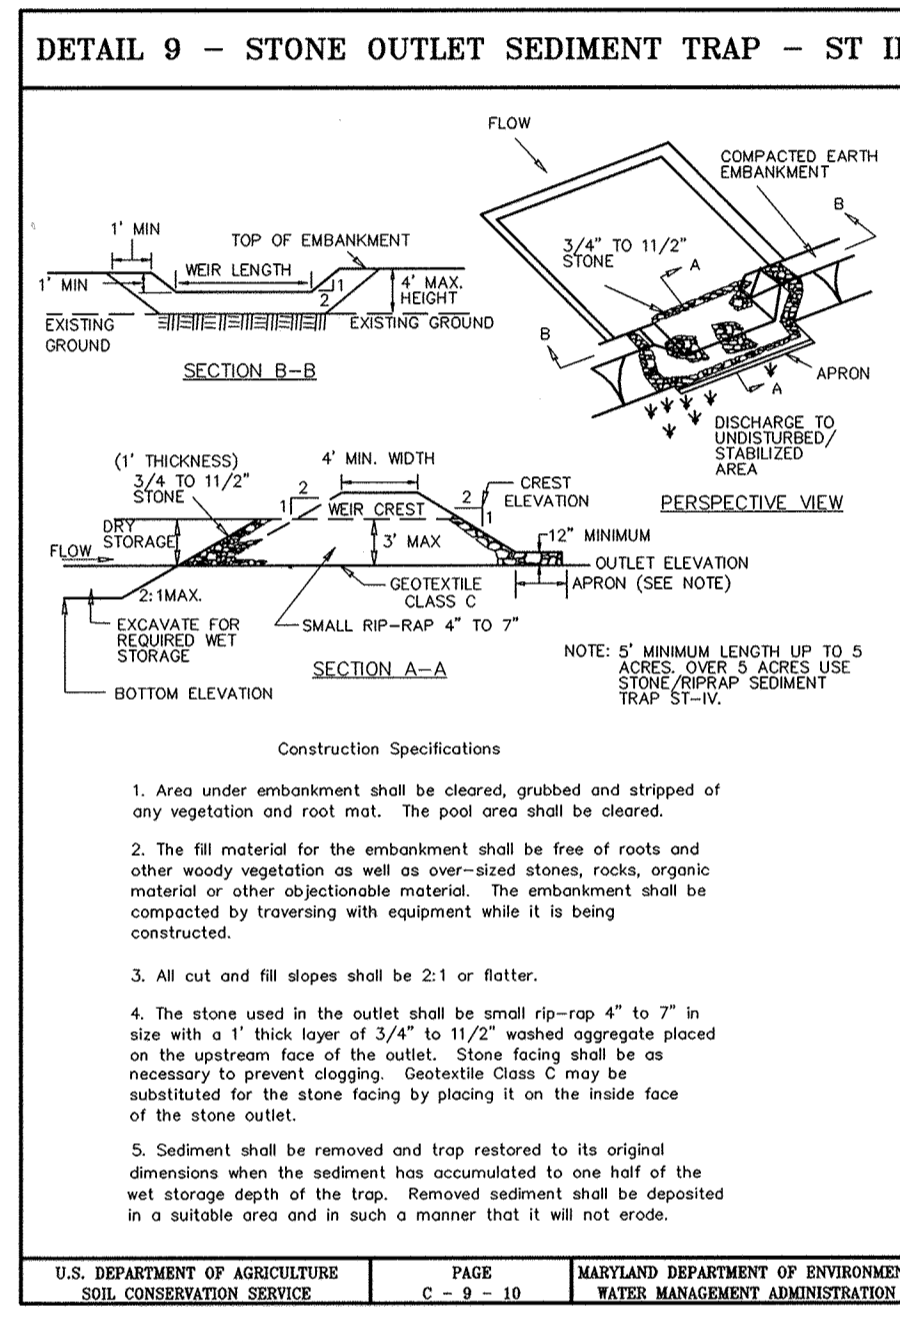 DETAIL 9 – STONE OUTLET SEDIMENT TRAP – ST II
FLOW
COMPACTED EARTH
EMBANKMENT
B
3/4" TO 11/2"
STONE
A
B
A
APRON
DISCHARGE TO
UNDISTURBED/
STABILIZED
AREA
PERSPECTIVE VIEW
1' MIN
TOP OF EMBANKMENT
WEIR LENGTH
1' MIN
1
2
4' MAX.
HEIGHT
EXISTING
GROUND
EXISTING GROUND
SECTION B–B
(1' THICKNESS)
3/4 TO 11/2"
STONE
4' MIN. WIDTH
2
1
WEIR CREST
2
1
CREST
ELEVATION
DRY
STORAGE
FLOW
3' MAX
12" MINIMUM
OUTLET ELEVATION
APRON (SEE NOTE)
GEOTEXTILE
CLASS C
2:1MAX.
EXCAVATE FOR
REQUIRED WET
STORAGE
SMALL RIP–RAP 4" TO 7"
SECTION A–A
BOTTOM ELEVATION
NOTE: 5' MINIMUM LENGTH UP TO 5
ACRES. OVER 5 ACRES USE
STONE/RIPRAP SEDIMENT
TRAP ST–IV.
Construction Specifications
1. Area under embankment shall be cleared, grubbed and stripped of
any vegetation and root mat. The pool area shall be cleared.
2. The fill material for the embankment shall be free of roots and
other woody vegetation as well as over–sized stones, rocks, organic
material or other objectionable material. The embankment shall be
compacted by traversing with equipment while it is being
constructed.
3. All cut and fill slopes shall be 2:1 or flatter.
4. The stone used in the outlet shall be small rip–rap 4" to 7" in
size with a 1' thick layer of 3/4" to 11/2" washed aggregate placed
on the upstream face of the outlet. Stone facing shall be as
necessary to prevent clogging. Geotextile Class C may be
substituted for the stone facing by placing it on the inside face
of the stone outlet.
5. Sediment shall be removed and trap restored to its original
dimensions when the sediment has accumulated to one half of the
wet storage depth of the trap. Removed sediment shall be deposited
in a suitable area and in such a manner that it will not erode.
U.S. DEPARTMENT OF AGRICULTURE
SOIL CONSERVATION SERVICE
PAGE
C – 9 – 10
MARYLAND DEPARTMENT OF ENVIRONMEN
WATER MANAGEMENT ADMINISTRATION